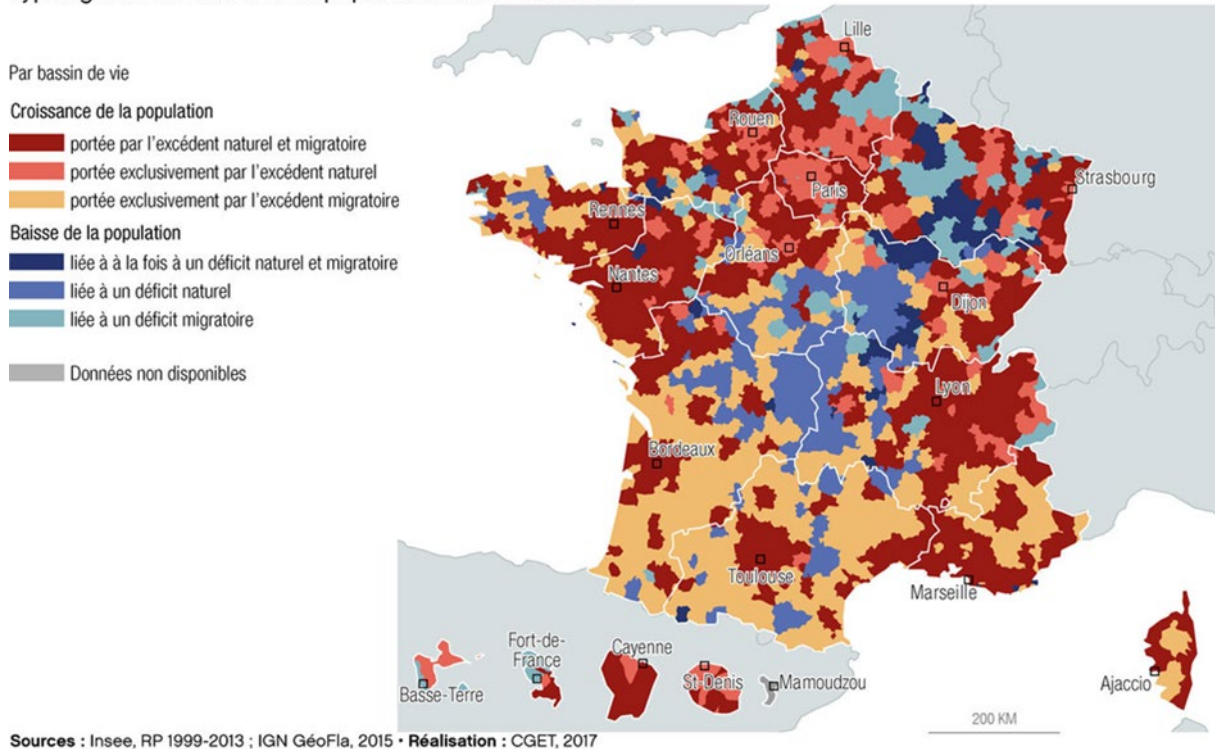 Par bassin de vie
Croissance de la population
portée par l'excédent naturel et migratoire
portée exclusivement par l'excédent naturel
portée exclusivement par l'excédent migratoire
Baisse de la population
liée à à la fois à un déficit naturel et migratoire
liée à un déficit naturel
liée à un déficit migratoire
Données non disponibles
Lille
Rouen
Paris
Strasbourg
Rennes
Orléans
Nantes
Dijon
Lyon
Bordeaux
Toulouse
Marseille
Fort-de-
France
Cayenne
St-Denis
Mamoudzou
Basse-Terre
Ajaccio
200 KM
Sources : Insee, RP 1999-2013 ; IGN GéoFla, 2015 • Réalisation : CGET, 2017